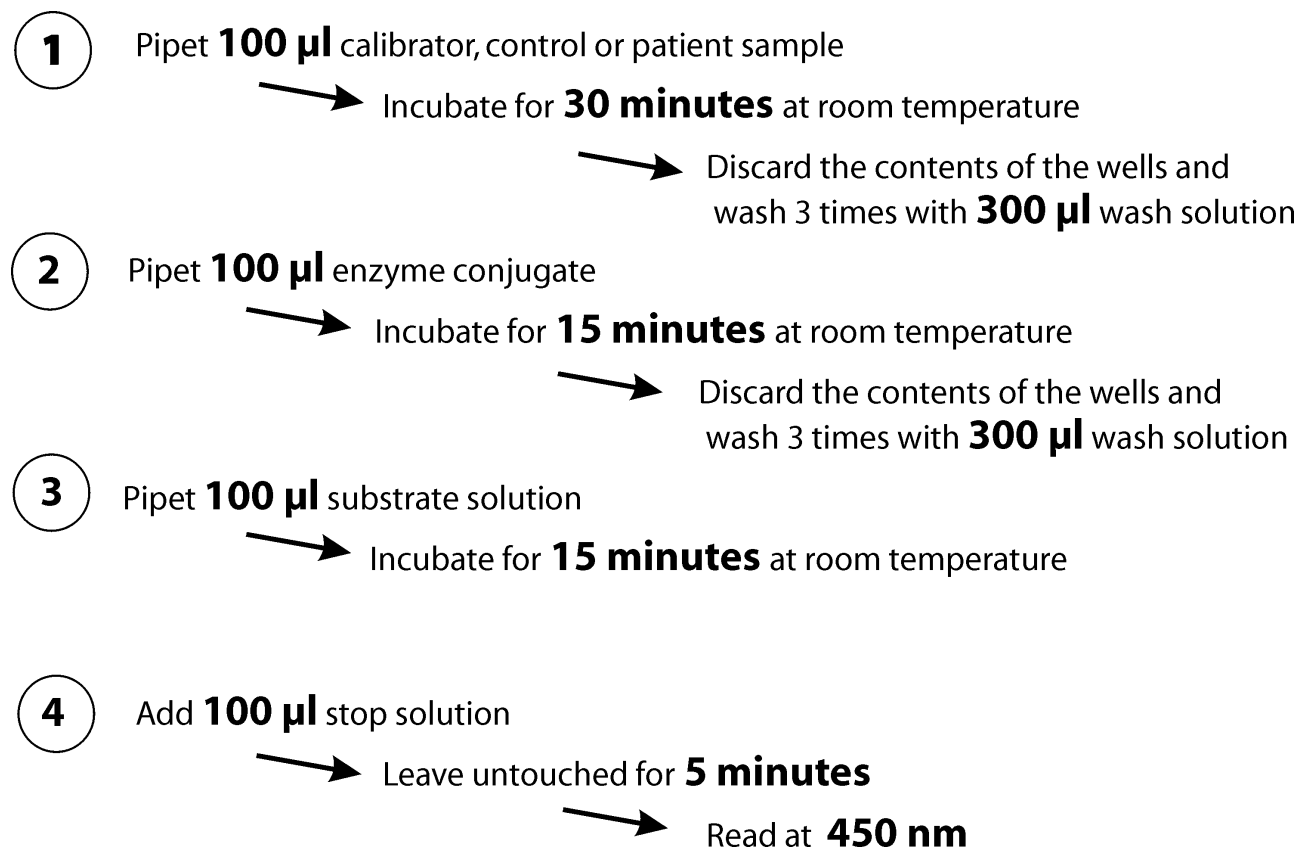 1 Pipet 100 µl calibrator, control or patient sample
Incubate for 30 minutes at room temperature
Discard the contents of the wells and
wash 3 times with 300 µl wash solution
2 Pipet 100 µl enzyme conjugate
Incubate for 15 minutes at room temperature
Discard the contents of the wells and
wash 3 times with 300 µl wash solution
3 Pipet 100 µl substrate solution
Incubate for 15 minutes at room temperature
4 Add 100 µl stop solution
Leave untouched for 5 minutes
Read at 450 nm